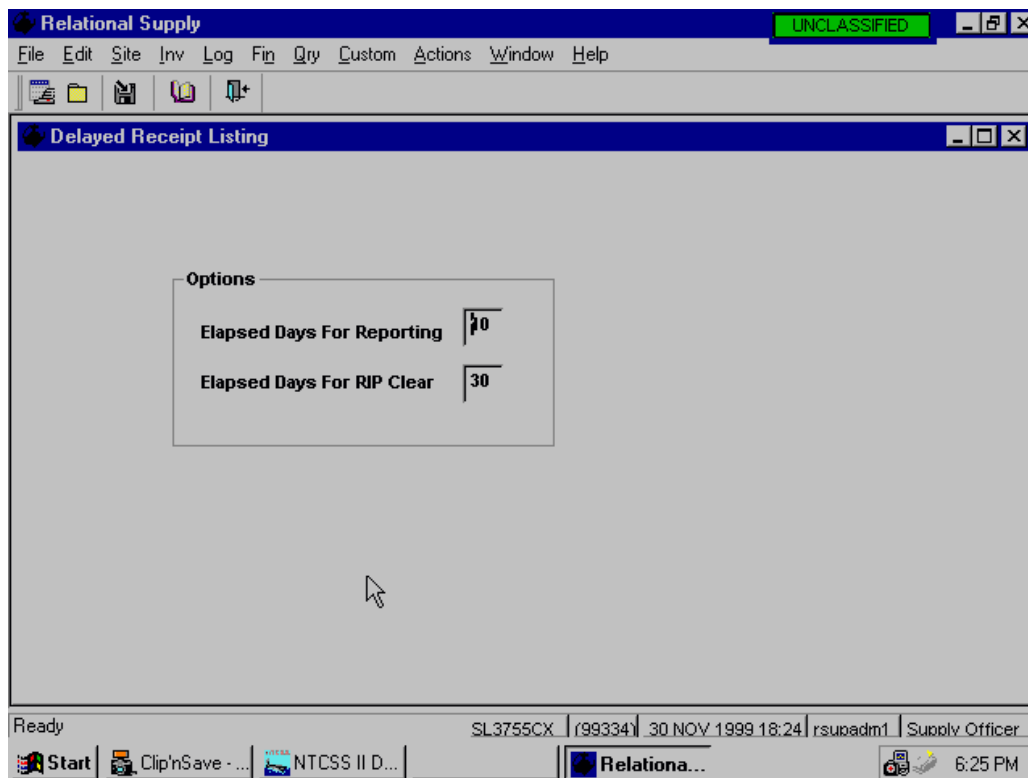 Relational Supply UNCLASSIFIED
File Edit Site Inv Log Fin Qry Custom Actions Window Help
Delayed Receipt Listing
Options
Elapsed Days For Reporting
Elapsed Days For RIP Clear 30
Ready SL3755CX (99334) 30 NOV 1999 18:24 rsupadm1 Supply Officer
Start Clip'nSave - ... NTCSS II D... Relationa... 6:25 PM